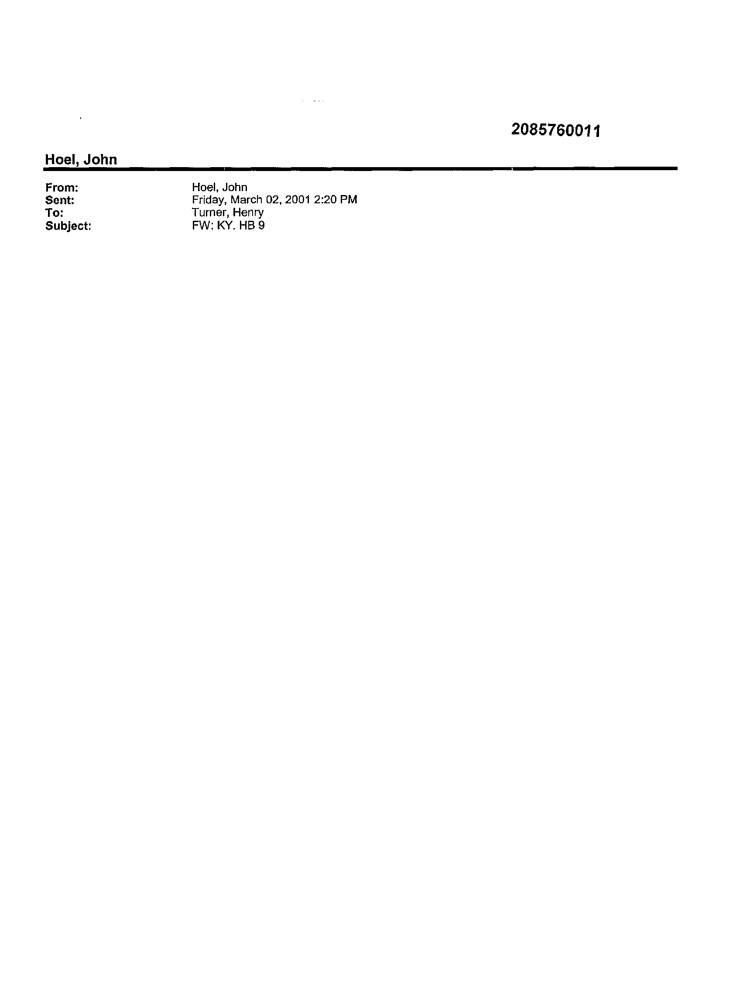 2085760011
Hoel, John
From: Hoel, John
Sent: Friday, March 02, 2001 2:20 PM
To: Turner, Henry
Subject: FW: KY. HB 9